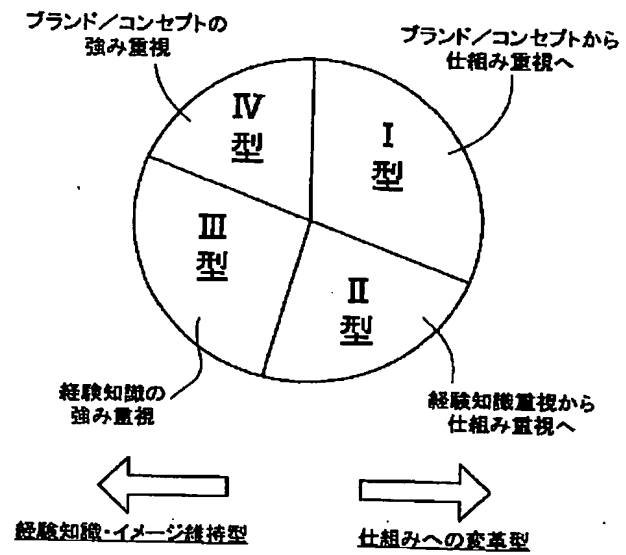 ブランド／コンセプトの
強み重視
ブランド／コンセプトから
仕組み重視へ
Ⅳ
型
Ⅰ
型
Ⅲ
型
Ⅱ
型
経験知識の
強み重視
経験知識重視から
仕組み重視へ
経験知識・イメージ維持型
仕組みへの変革型